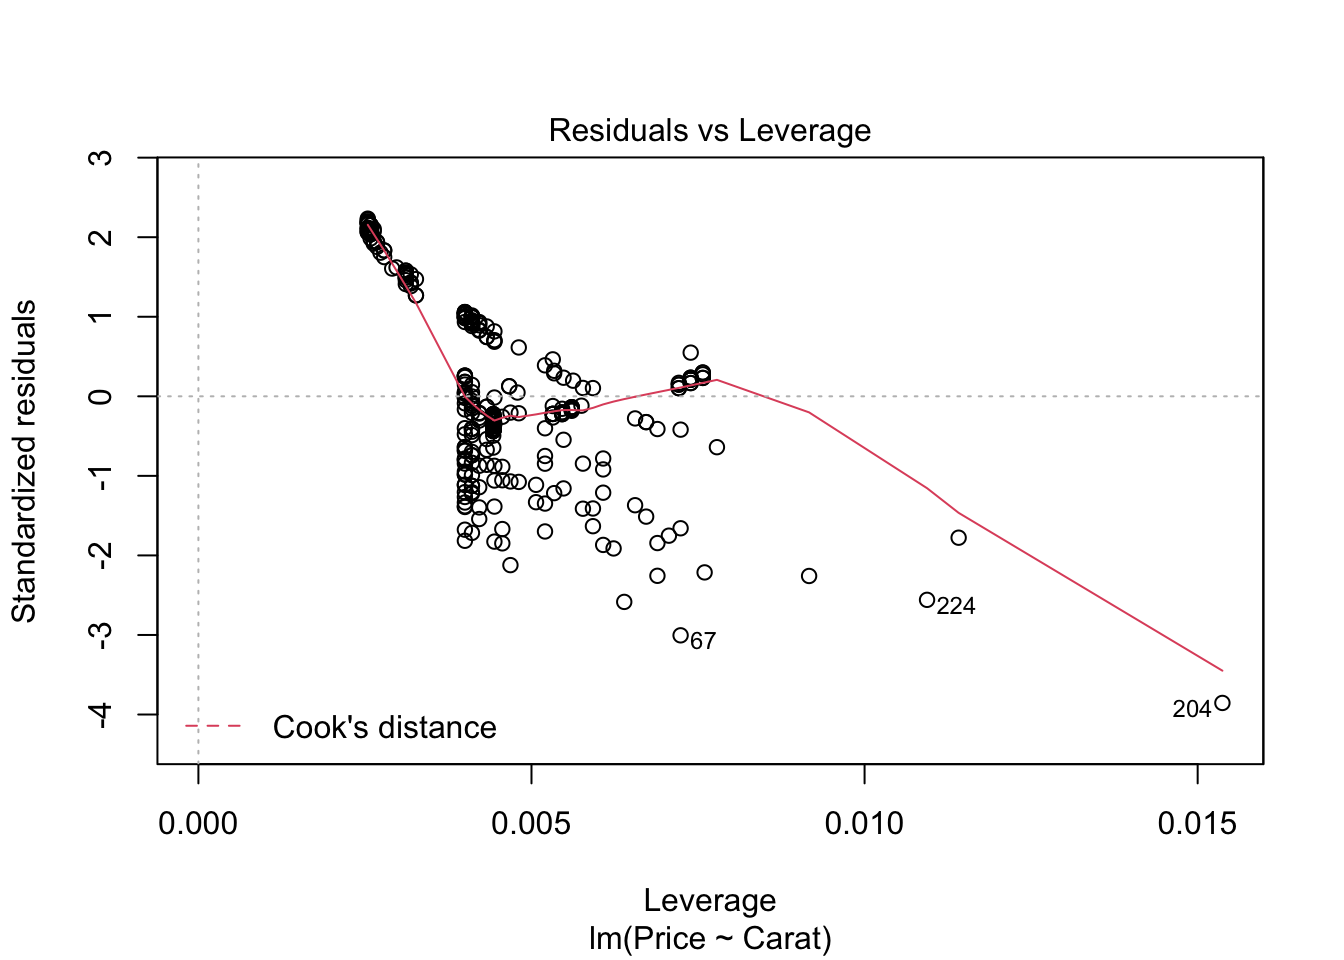 Residuals vs Leverage
Standardized residuals
3
2
1
0
-1
-2
-3
-4
224
67
204
Cook's distance
0.000 0.005 0.010 0.015
Leverage
lm(Price ~ Carat)